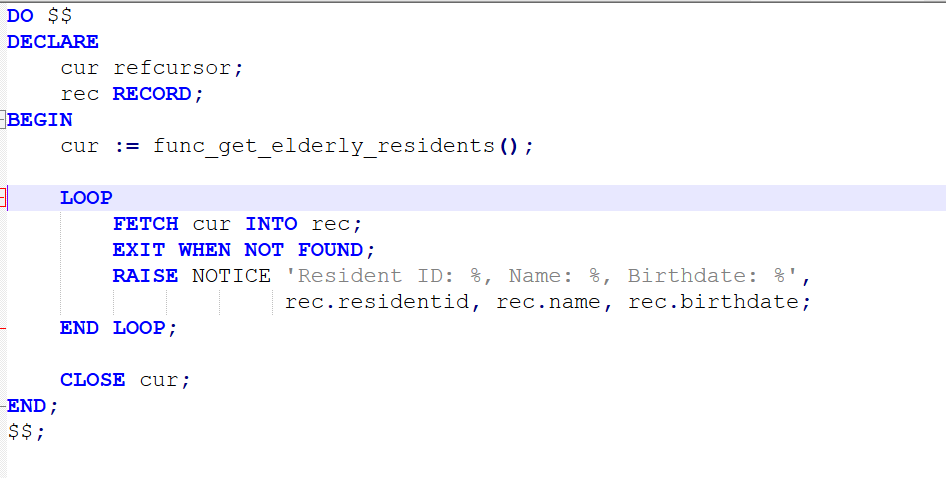 DO $$
DECLARE
    cur refcursor;
    rec RECORD;
BEGIN
    cur := func_get_elderly_residents();
    LOOP
        FETCH cur INTO rec;
        EXIT WHEN NOT FOUND;
        RAISE NOTICE 'Resident ID: %, Name: %, Birthdate: %',
                     rec.residentid, rec.name, rec.birthdate;
    END LOOP;
    CLOSE cur;
END;
$$;